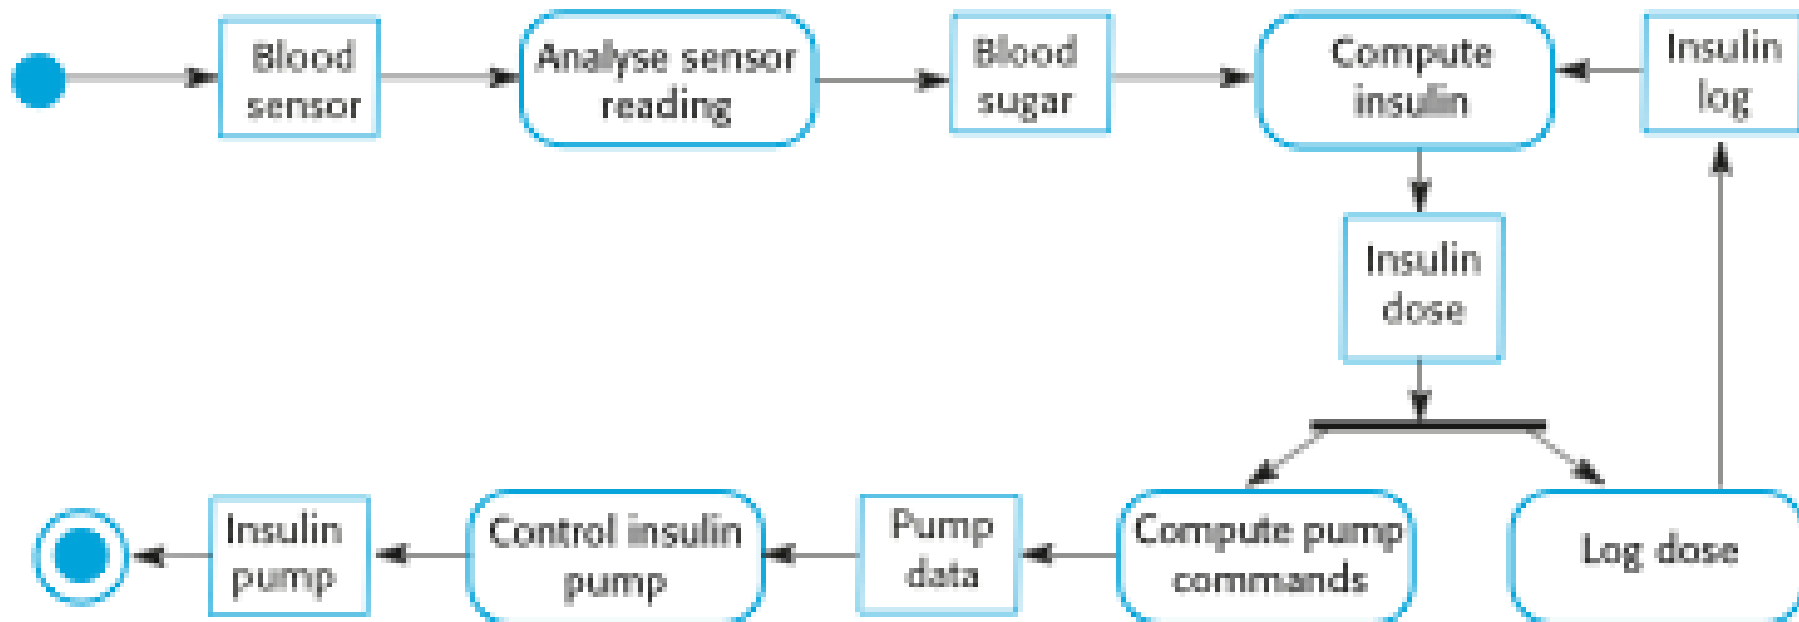 Blood
sensor
Analyse sensor
reading
Blood
sugar
Compute
insulin
Insulin
log
Insulin
dose
Insulin
pump
Control insulin
pump
Pump
data
Compute pump
commands
Log dose